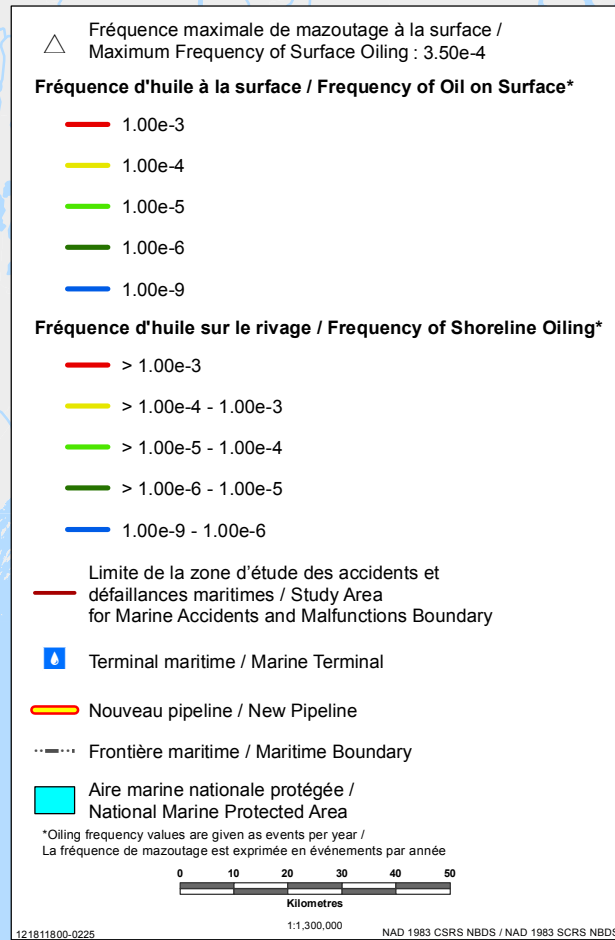 Fréquence maximale de mazoutage à la surface /
Maximum Frequency of Surface Oiling : 3.50e-4
Fréquence d'huile à la surface / Frequency of Oil on Surface*
1.00e-3
1.00e-4
1.00e-5
1.00e-6
1.00e-9
Fréquence d'huile sur le rivage / Frequency of Shoreline Oiling*
> 1.00e-3
> 1.00e-4 - 1.00e-3
> 1.00e-5 - 1.00e-4
> 1.00e-6 - 1.00e-5
1.00e-9 - 1.00e-6
Limite de la zone d’étude des accidents et
défaillances maritimes / Study Area
for Marine Accidents and Malfunctions Boundary
Terminal maritime / Marine Terminal
Nouveau pipeline / New Pipeline
Frontière maritime / Maritime Boundary
Aire marine nationale protégée /
National Marine Protected Area
*Oiling frequency values are given as events per year /
La fréquence de mazoutage est exprimée en événements par année
0 10 20 30 40 50
Kilometres
1:1,300,000
121811800-0225 NAD 1983 CSRS NBDS / NAD 1983 SCRS NBDS